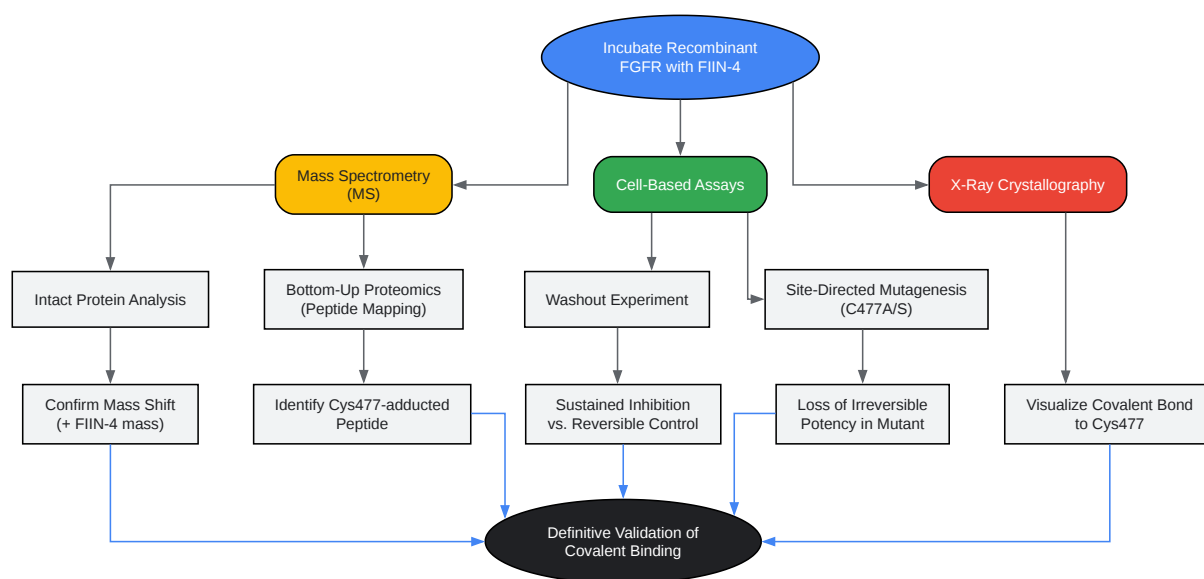 Incubate Recombinant
FGFR with FIIN-4
Mass Spectrometry
(MS)
Cell-Based Assays
X-Ray Crystallography
Intact Protein Analysis
Bottom-Up Proteomics
(Peptide Mapping)
Washout Experiment
Site-Directed Mutagenesis
(C477A/S)
Confirm Mass Shift
(+ FIIN-4 mass)
Identify Cys477-adducted
Peptide
Sustained Inhibition
vs. Reversible Control
Loss of Irreversible
Potency in Mutant
Visualize Covalent Bond
to Cys477
Definitive Validation of
Covalent Binding